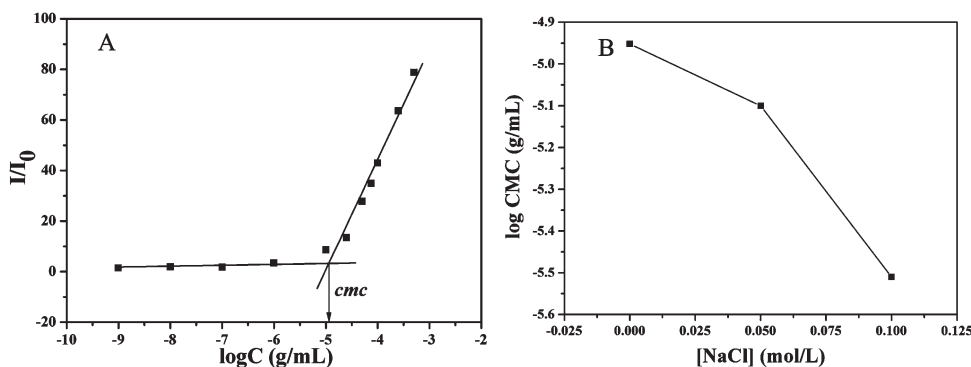 A
100
80
60
40
20
0
-20
I/I0
cmc
-10 -9 -8 -7 -6 -5 -4 -3 -2
logC (g/mL)
B
-4.9
-5.0
-5.1
-5.2
-5.3
-5.4
-5.5
-5.6
log CMC (g/mL)
-0.025 0.000 0.025 0.050 0.075 0.100 0.125
[NaCl] (mol/L)